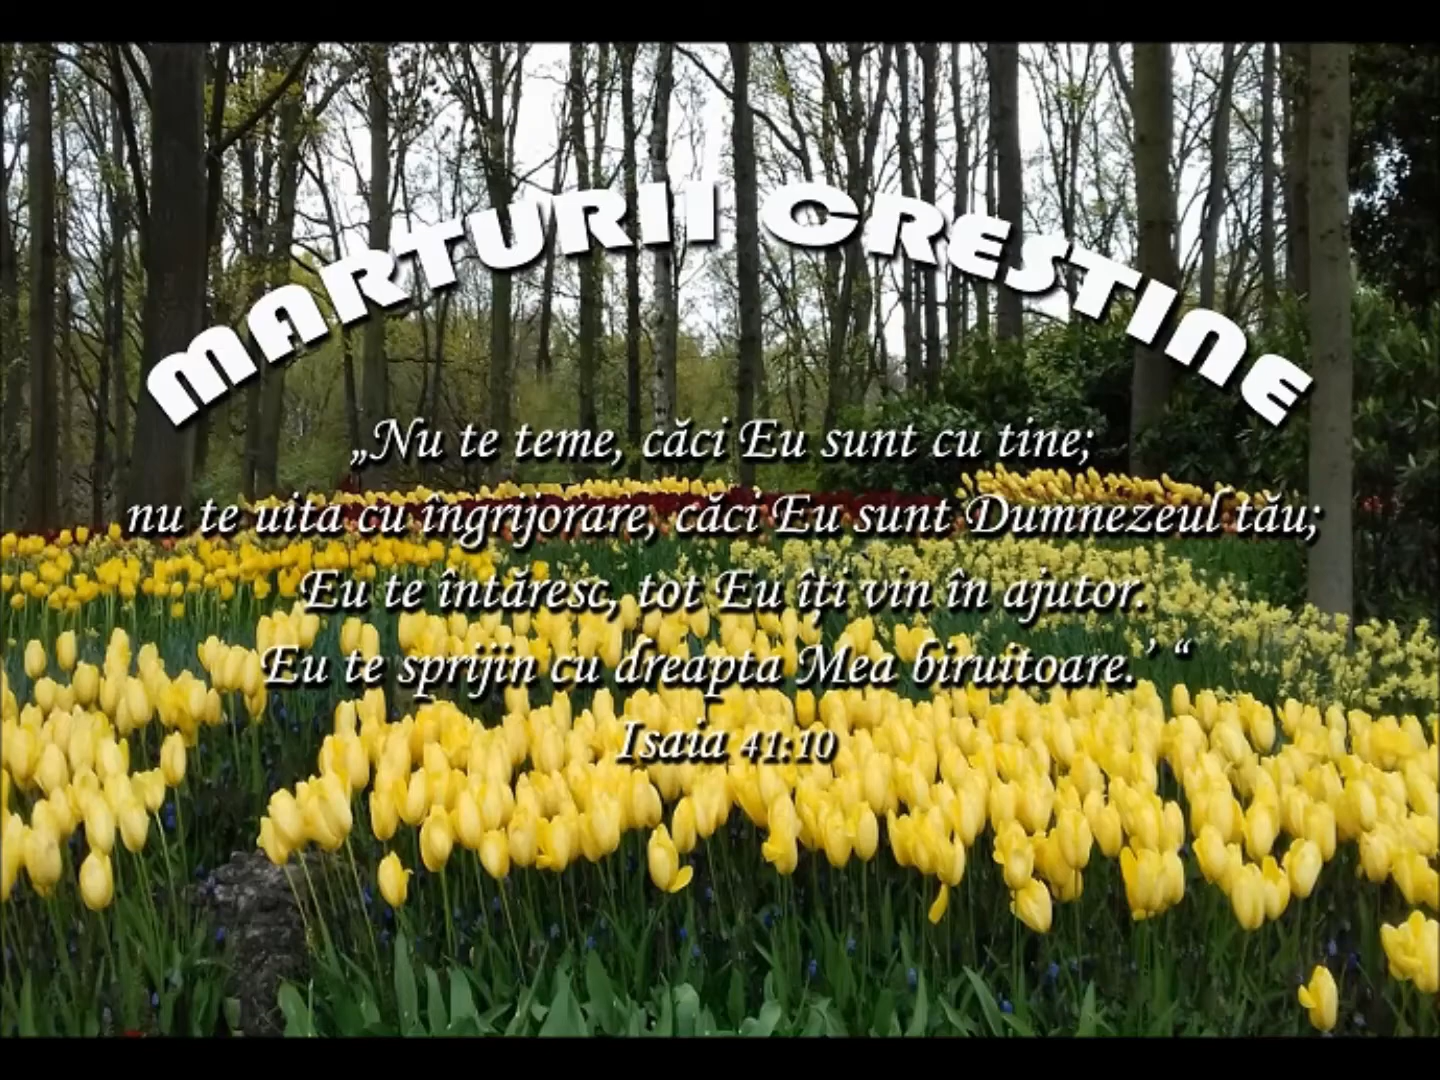 MARTURII CRESTINE
„Nu te teme, căci Eu sunt cu tine;
nu te uita cu îngrijorare, căci Eu sunt Dumnezeul tău;
Eu te întăresc, tot Eu îţi vin în ajutor.
Eu te sprijin cu dreapta Mea biruitoare.’ “
Isaia 41:10